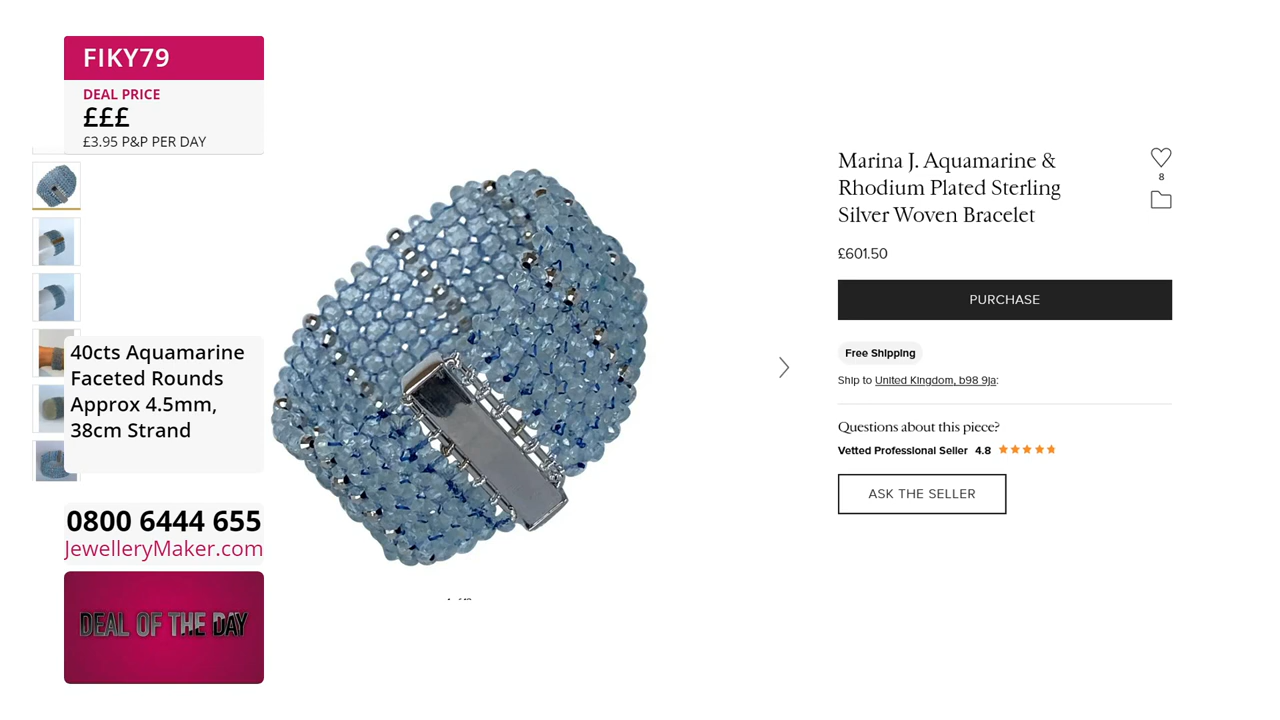 FIKY79
DEAL PRICE
£££
£3.95 P&P PER DAY
40cts Aquamarine
Faceted Rounds
Approx 4.5mm,
38cm Strand
0800 6444 655
JewelleryMaker.com
DEAL OF THE DAY
Marina J. Aquamarine &
Rhodium Plated Sterling
Silver Woven Bracelet
8
£601.50
PURCHASE
Free Shipping
Ship to United Kingdom, b98 9ja:
Questions about this piece?
Vetted Professional Seller 4.8
ASK THE SELLER